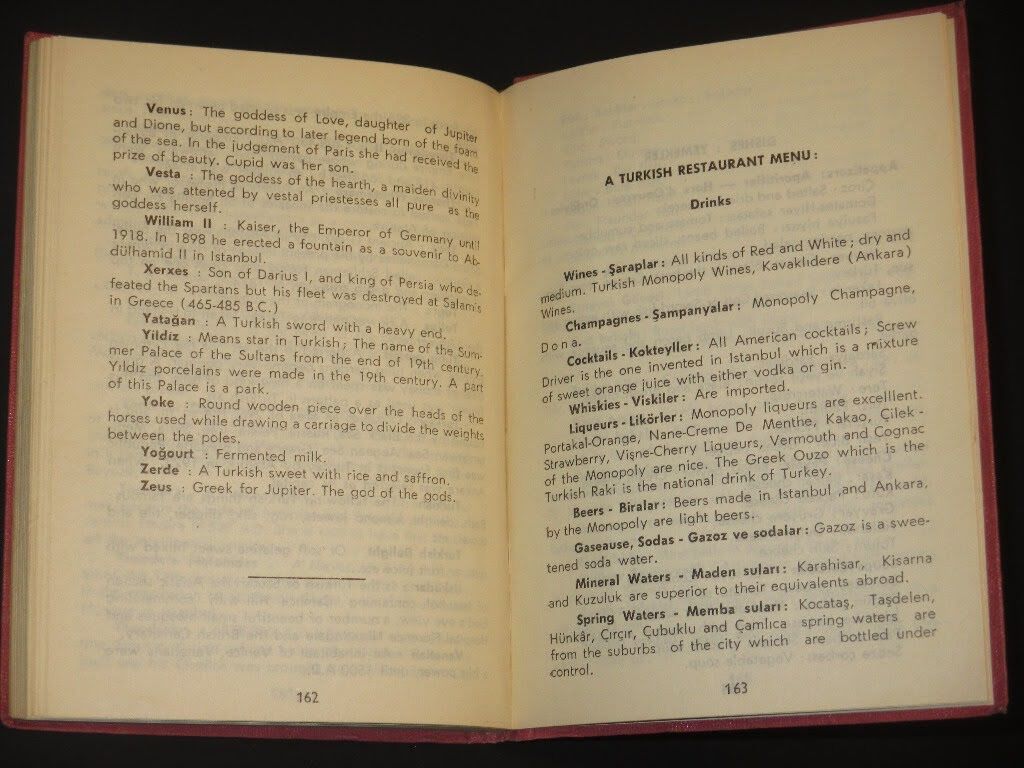 Venus : The goddess of Love, daughter of Jupiter
and Dione, but according to later legend born of the foam
of the sea. In the judgement of Paris she had received the
prize of beauty. Cupid was her son.
Vesta : The goddess of the hearth, a maiden divinity
who was attented by vestal priestesses all pure as the
goddess herself.
William II : Kaiser, the Emperor of Germany until
1918. In 1898 he erected a fountain as a souvenir to Ab-
dülhamid II in Istanbul.
Xerxes : Son of Darius I, and king of Persia who de-
feated the Spartans but his fleet was destroyed at Salamis
in Greece (465-485 B.C.)
Yatağan : A Turkish sword with a heavy end.
Yıldız : Means star in Turkish; The name of the Sum-
mer Palace of the Sultans from the end of 19th century.
Yıldız porcelains were made in the 19th century. A part
of this Palace is a park.
Yoke : Round wooden piece over the heads of the
horses used while drawing a carriage to divide the weights
between the poles.
Yoğourt : Fermented milk.
Zerde : A Turkish sweet with rice and saffron.
Zeus : Greek for Jupiter. The god of the gods.
162
A TURKISH RESTAURANT MENU :
Drinks
Wines - Şaraplar : All kinds of Red and White ; dry and
medium. Turkish Monopoly Wines, Kavaklıdere (Ankara)
Wines.
Champagnes - Şampanyalar : Monopoly Champagne,
Dona.
Cocktails - Kokteyller : All American cocktails ; Screw
Driver is the one invented in Istanbul which is a mixture
of sweet orange juice with either vodka or gin.
Whiskies - Viskiler : Are imported.
Liqueurs - Likörler : Monopoly liqueurs are excelllent.
Portakal-Orange, Nane-Creme De Menthe, Kakao, Çilek -
Strawberry, Vişne-Cherry Liqueurs, Vermouth and Cognac
of the Monopoly are nice. The Greek Ouzo which is the
Turkish Raki is the national drink of Turkey.
Beers - Biralar : Beers made in Istanbul ,and Ankara,
by the Monopoly are light beers.
Gaseause, Sodas - Gazoz ve sodalar : Gazoz is a swee-
tened soda water.
Mineral Waters - Maden suları : Karahisar, Kisarna
and Kuzuluk are superior to their equivalents abroad.
Spring Waters - Memba suları : Kocataş, Taşdelen,
Hünkâr, Çırçır, Çubuklu and Çamlıca spring waters are
from the suburbs of the city which are bottled under
control.
163